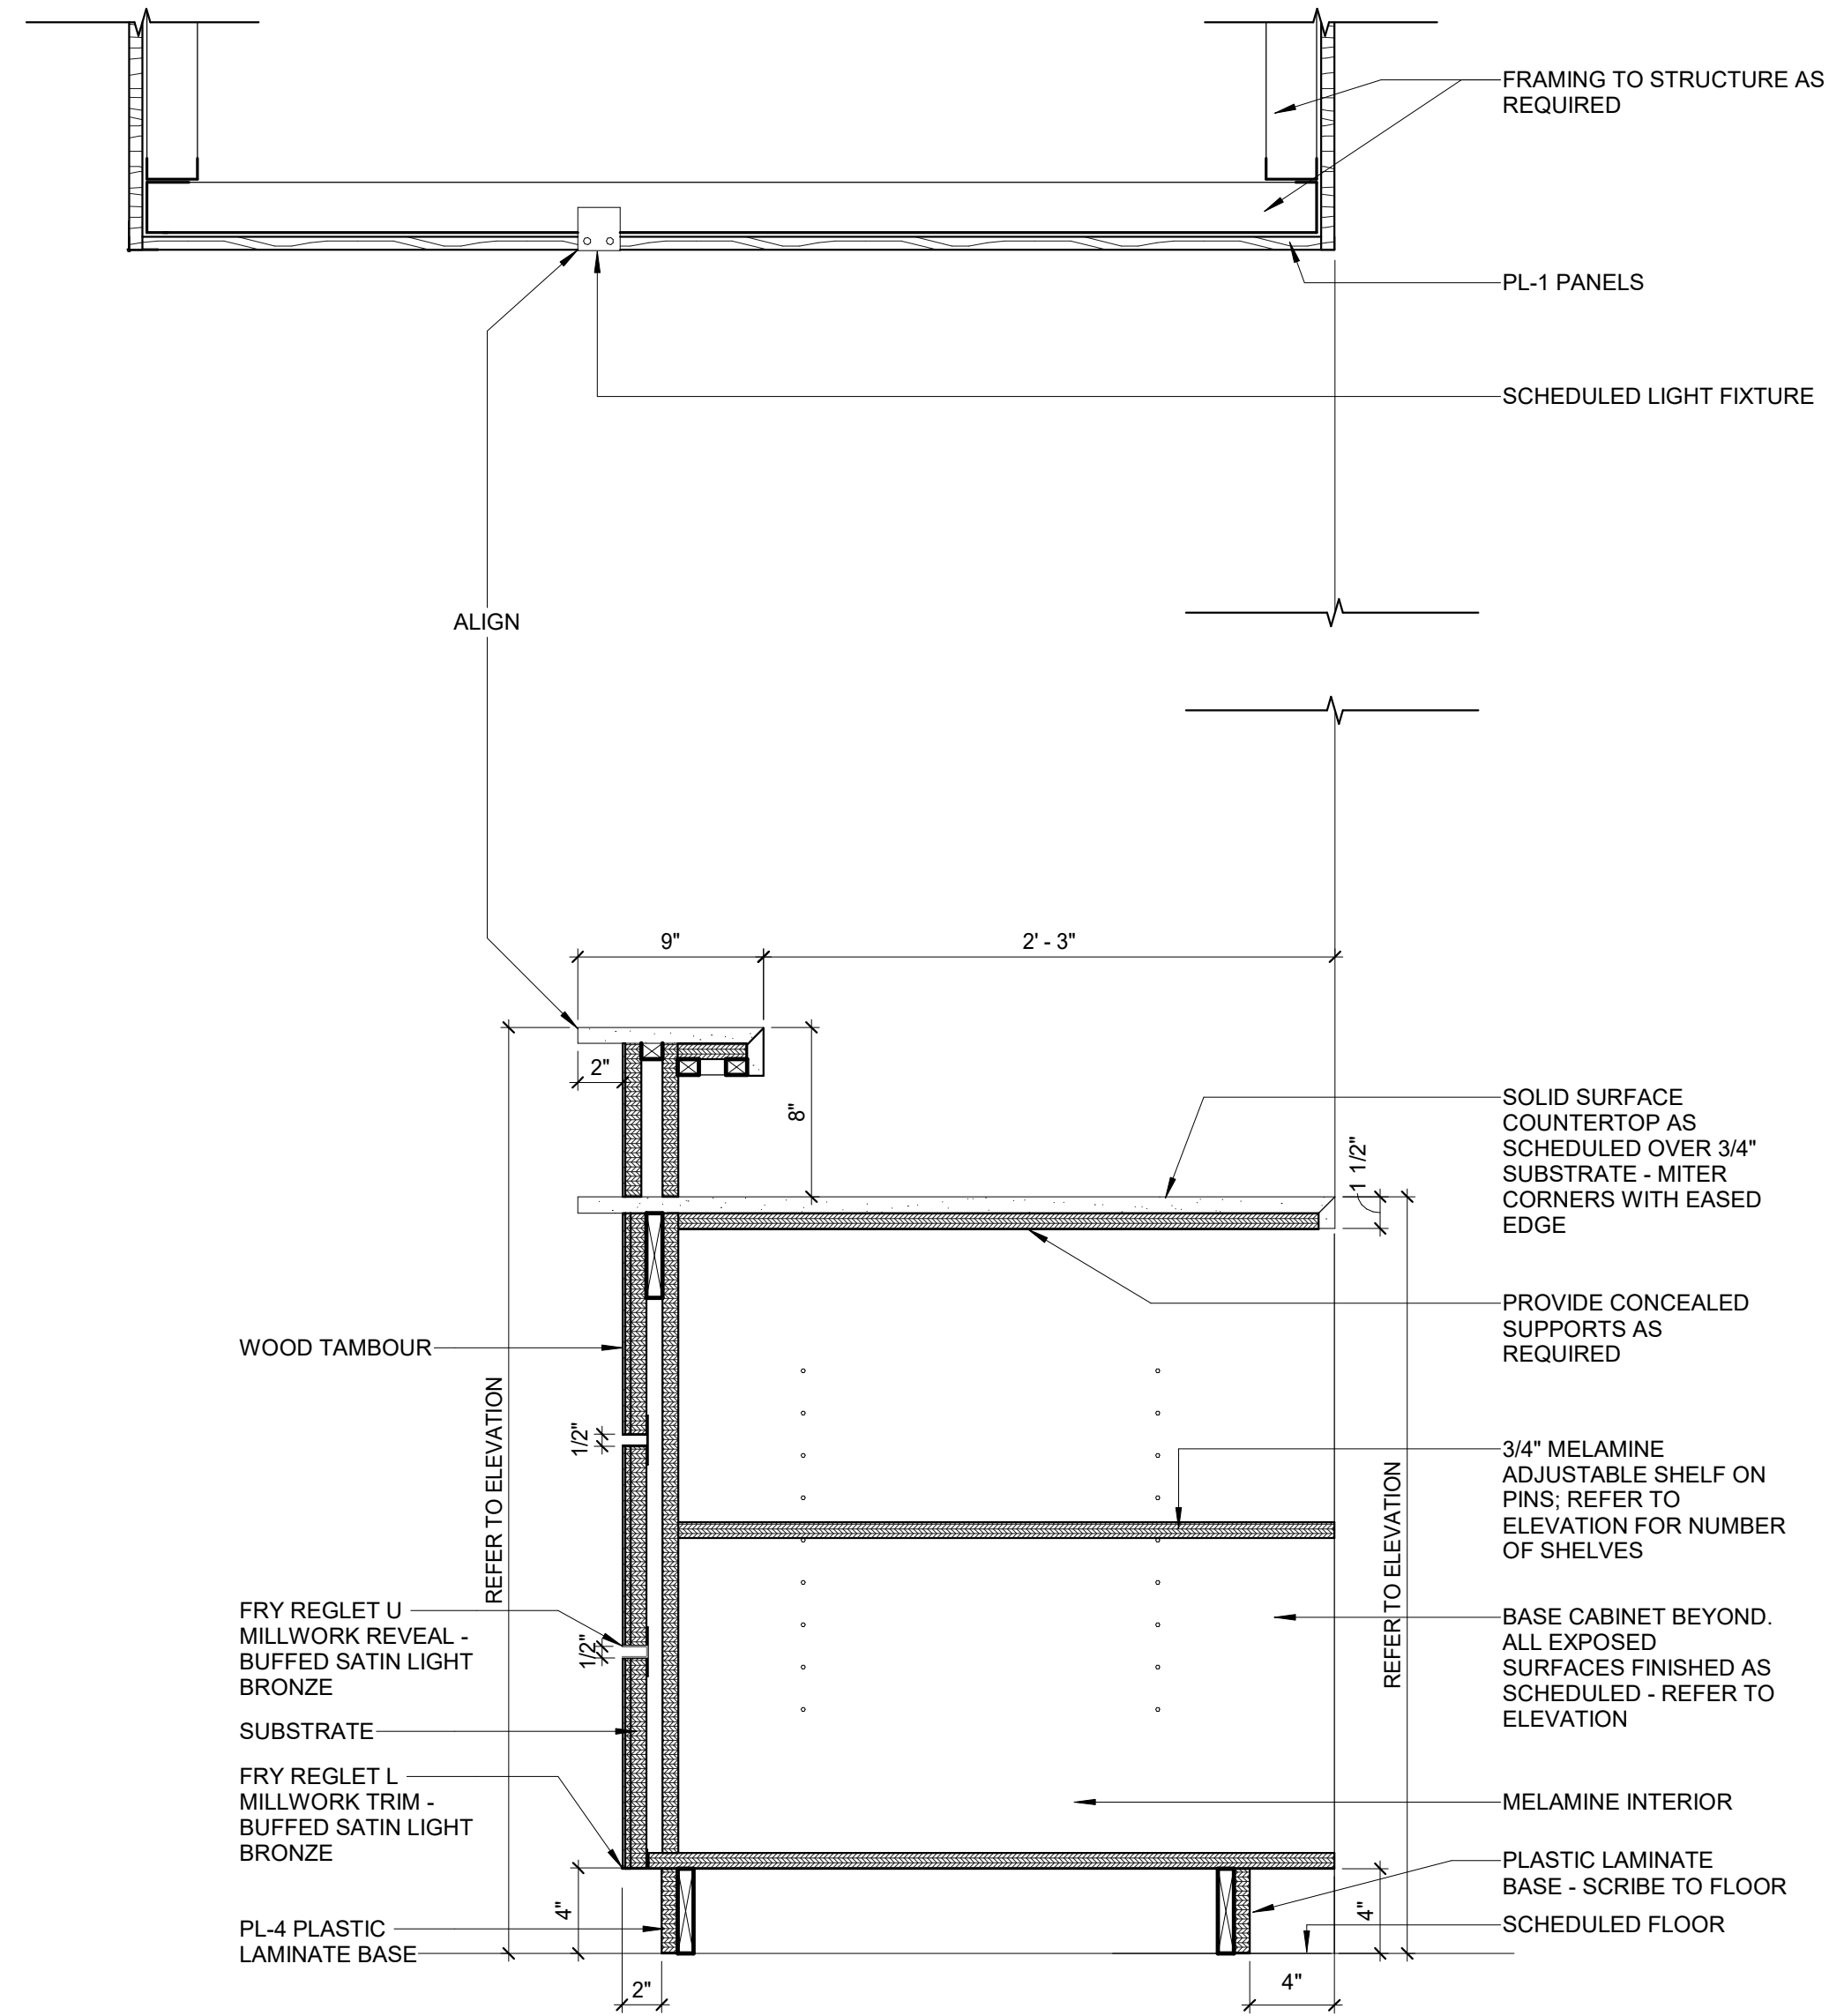 FRAMING TO STRUCTURE AS
REQUIRED
PL-1 PANELS
SCHEDULED LIGHT FIXTURE
ALIGN
9"
2' - 3"
2"
8"
1 1/2"
SOLID SURFACE
COUNTERTOP AS
SCHEDULED OVER 3/4"
SUBSTRATE - MITER
CORNERS WITH EASED
EDGE
PROVIDE CONCEALED
SUPPORTS AS
REQUIRED
WOOD TAMBOUR
REFER TO ELEVATION
1/2"
3/4" MELAMINE
ADJUSTABLE SHELF ON
PINS; REFER TO
ELEVATION FOR NUMBER
OF SHELVES
REFER TO ELEVATION
FRY REGLET U
MILLWORK REVEAL -
BUFFED SATIN LIGHT
BRONZE
1/2"
BASE CABINET BEYOND.
ALL EXPOSED
SURFACES FINISHED AS
SCHEDULED - REFER TO
ELEVATION
SUBSTRATE
FRY REGLET L
MILLWORK TRIM -
BUFFED SATIN LIGHT
BRONZE
MELAMINE INTERIOR
PLASTIC LAMINATE
BASE - SCRIBE TO FLOOR
4"
4"
PL-4 PLASTIC
LAMINATE BASE
SCHEDULED FLOOR
2"
4"